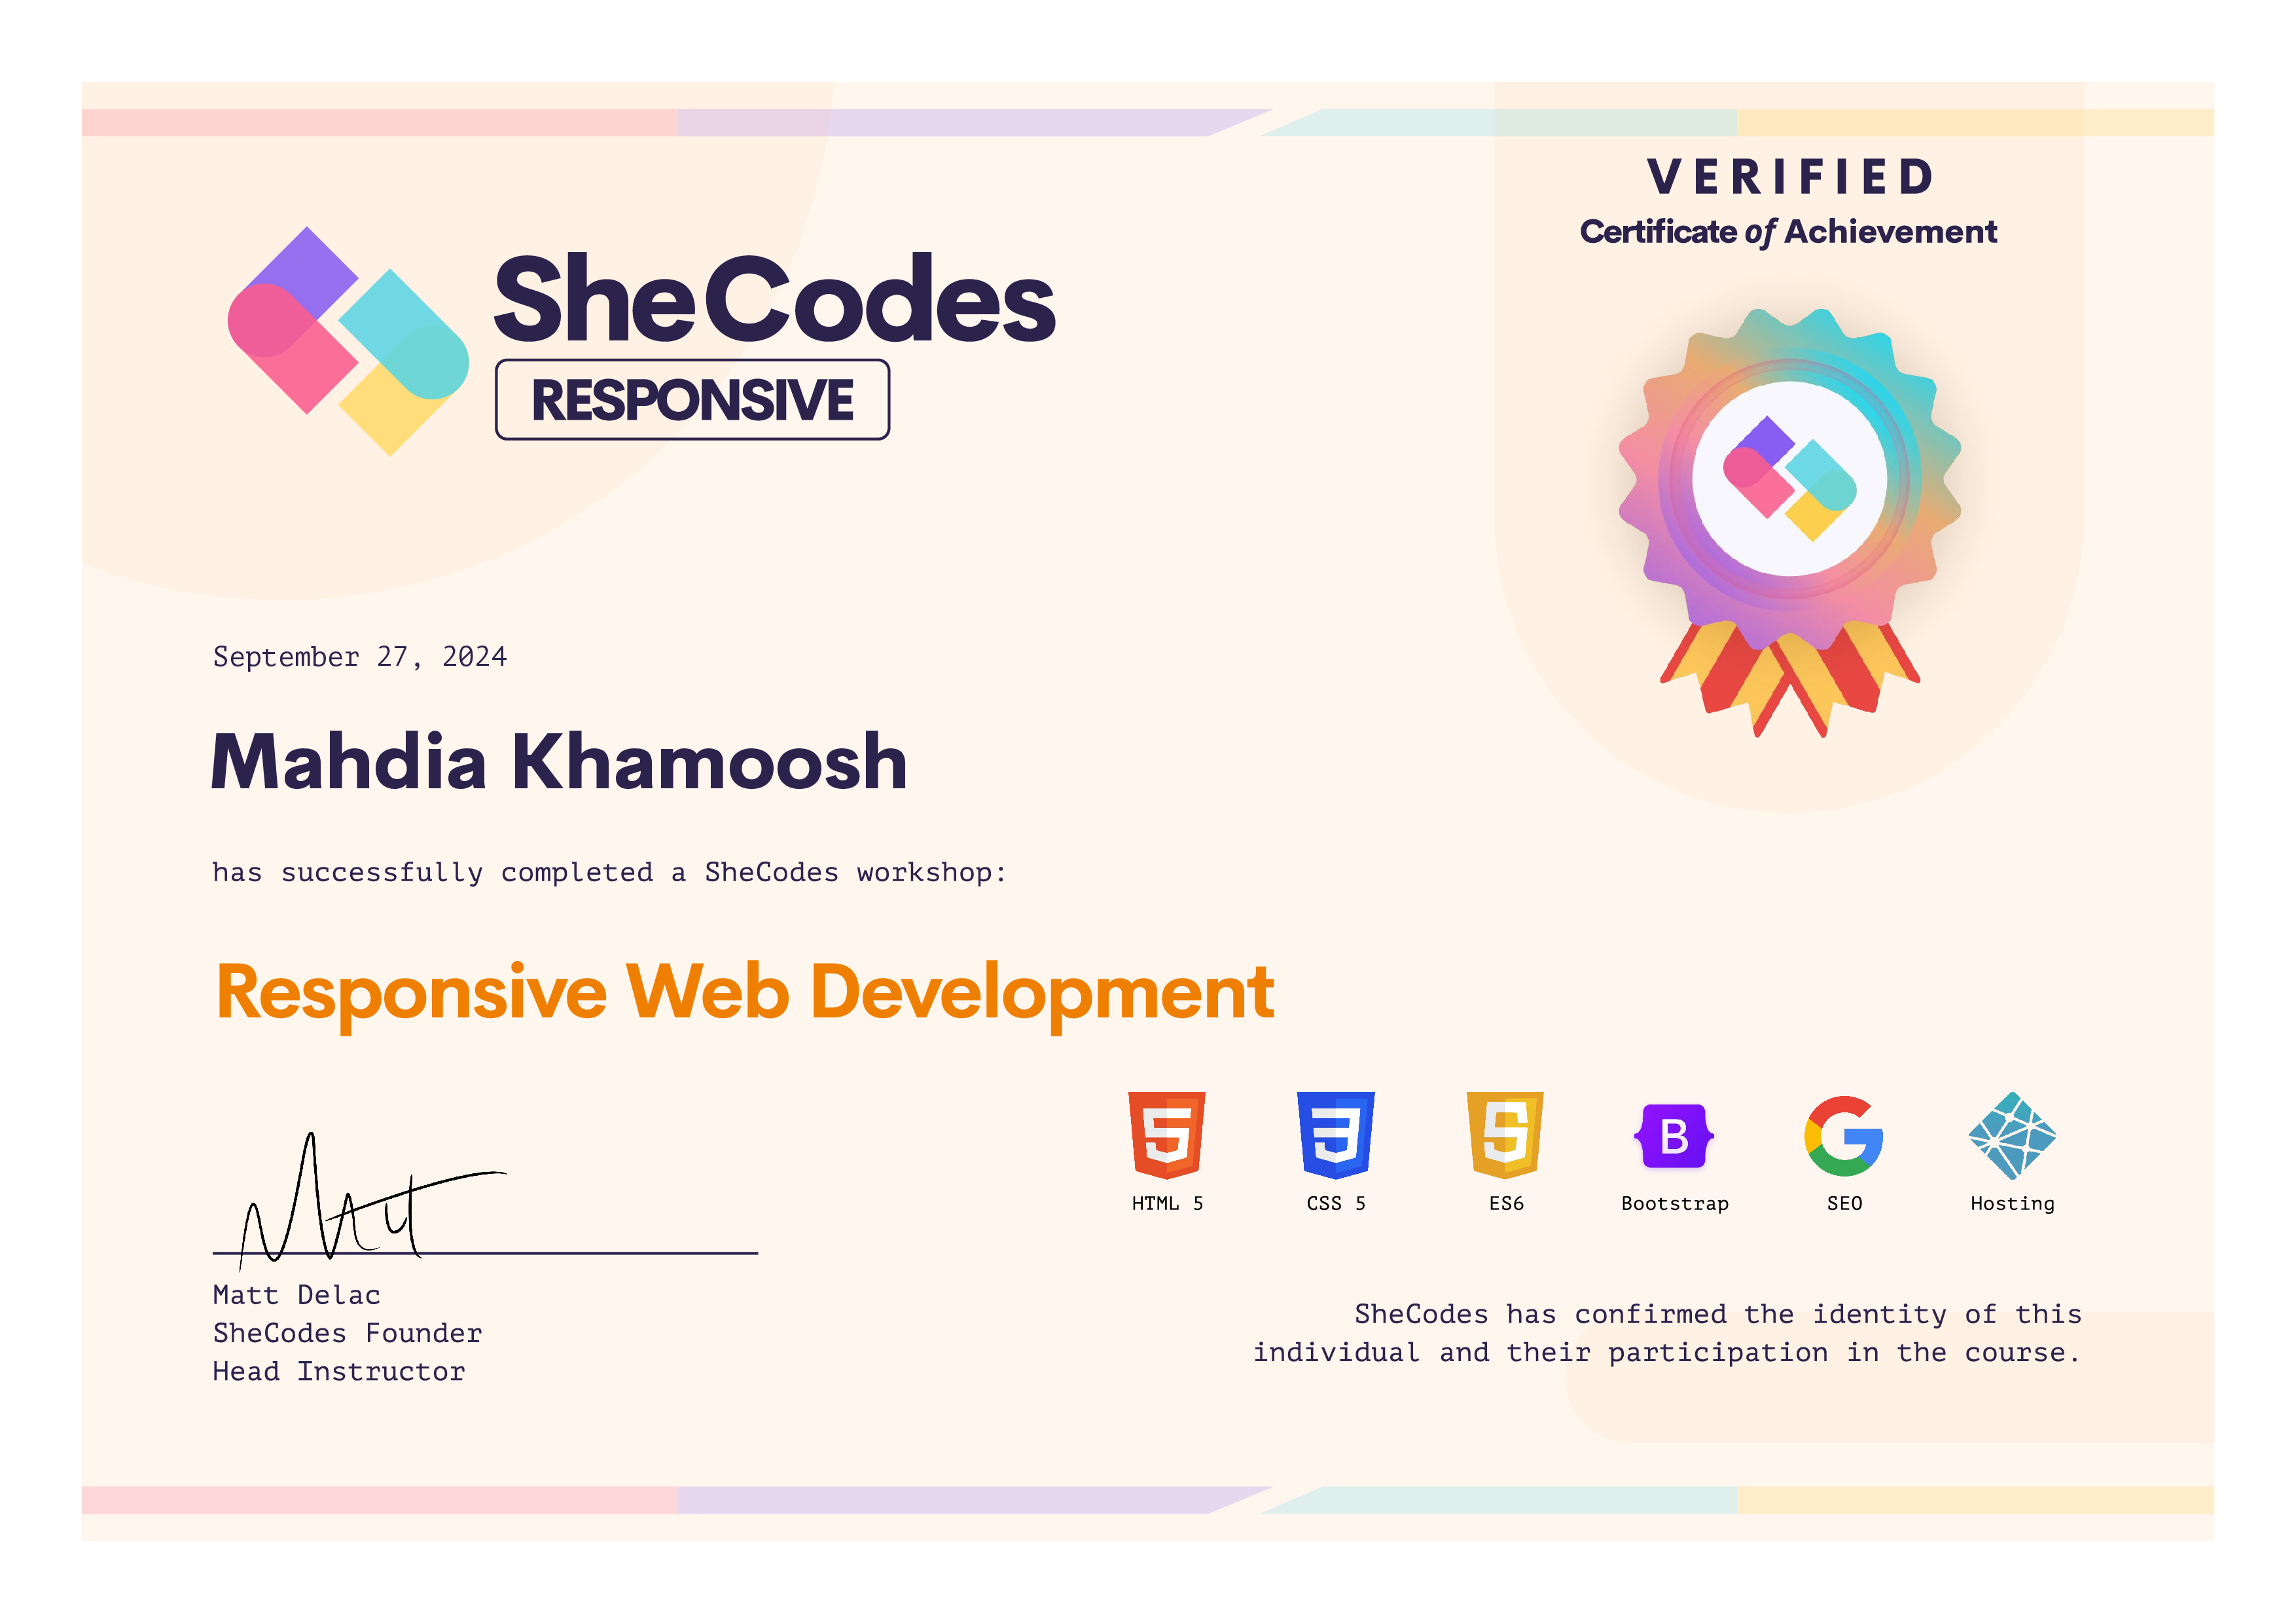 VERIFIED
Certificate of Achievement
SheCodes
RESPONSIVE
September 27, 2024
Mahdia Khamoosh
has successfully completed a SheCodes workshop:
Responsive Web Development
HTML 5 CSS 5 ES6 Bootstrap SEO Hosting
Matt Delac
SheCodes Founder
Head Instructor
SheCodes has confirmed the identity of this
individual and their participation in the course.